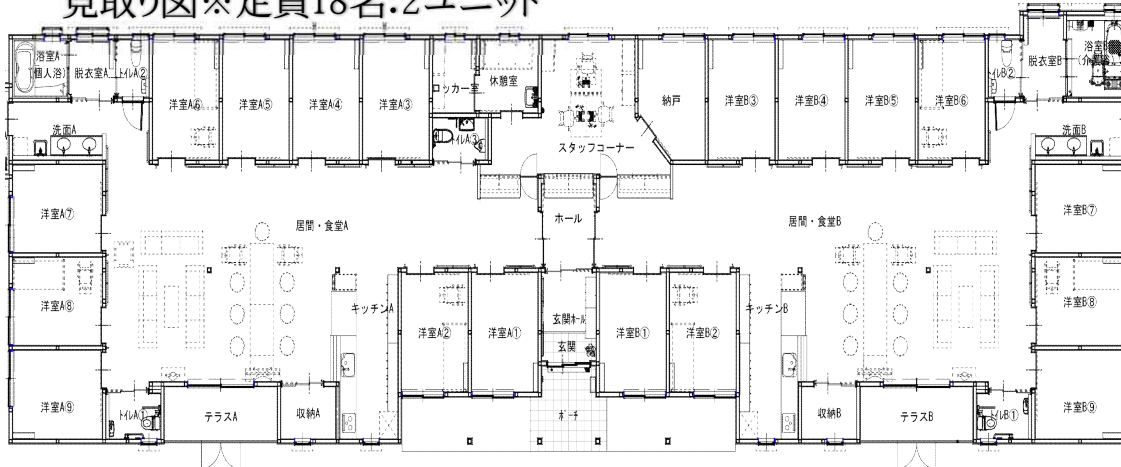 見取り図※定員18名:2ユニット
浴室A
(個人浴)
脱衣室A
トイレA②
洋室A⑥
洋室A⑤
洋室A④
洋室A③
ロッカー室
休憩室
トイレA③
スタッフコーナー
納戸
洋室B③
洋室B④
洋室B⑤
洋室B⑥
トイレB②
脱衣室B
浴室B
洗面A
洗面B
洋室A⑦
居間・食堂A
ホール
居間・食堂B
洋室B⑦
洋室A⑧
キッチンA
洋室A②
洋室A①
玄関ホール
玄関
洋室B①
洋室B②
キッチンB
洋室B⑧
洋室A⑨
トイレA①
テラスA
収納A
ポーチ
収納B
テラスB
トイレB①
洋室B⑨